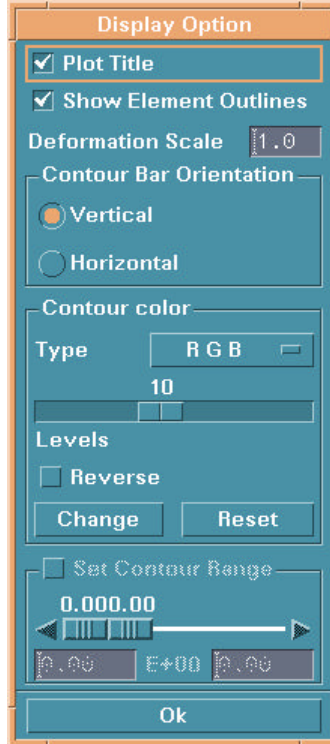 Display Option
Plot Title
Show Element Outlines
Deformation Scale 1.0
Contour Bar Orientation
Vertical
Horizontal
Contour color
Type R G B
10
Levels
Reverse
Change Reset
Set Contour Range
0.000.00
0.00 E+00 0.00
Ok